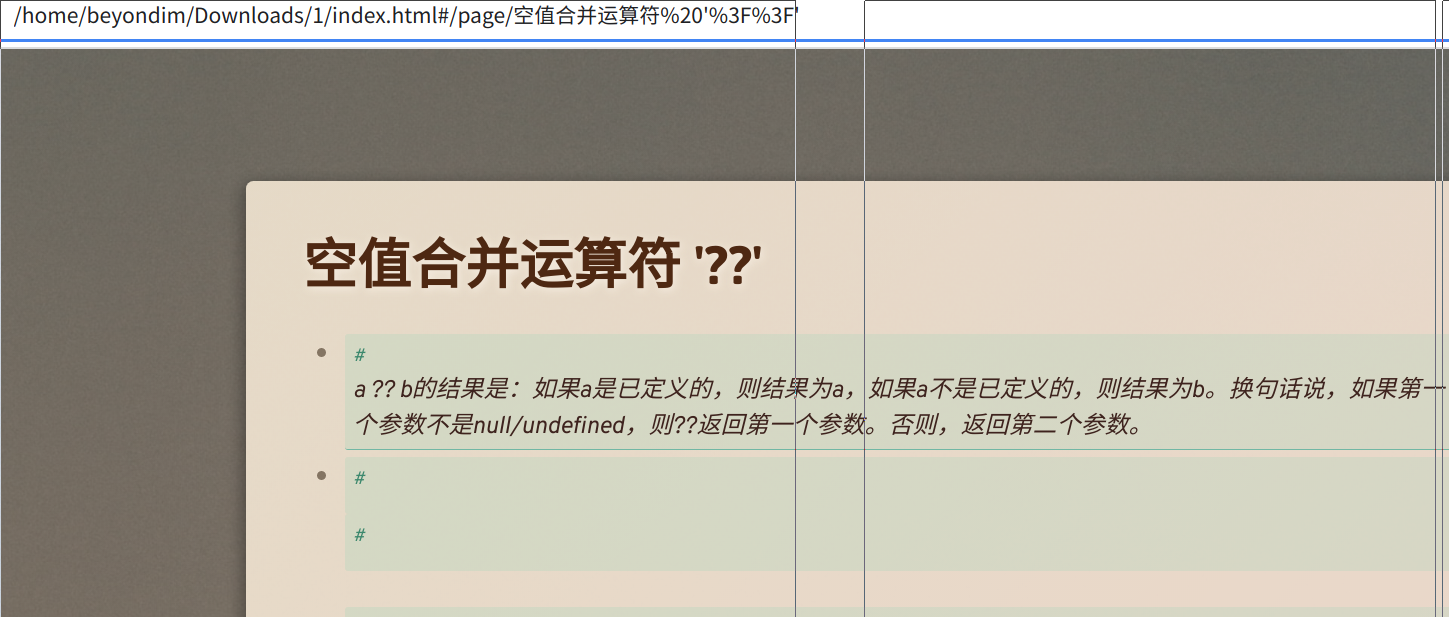 /home/beyondim/Downloads/1/index.html#/page/空值合并运算符%20'%3F%3F'
空值合并运算符 '??'
#
a ?? b的结果是：如果a是已定义的，则结果为a，如果a不是已定义的，则结果为b。换句话说，如果第一
个参数不是null/undefined，则??返回第一个参数。否则，返回第二个参数。
#
#